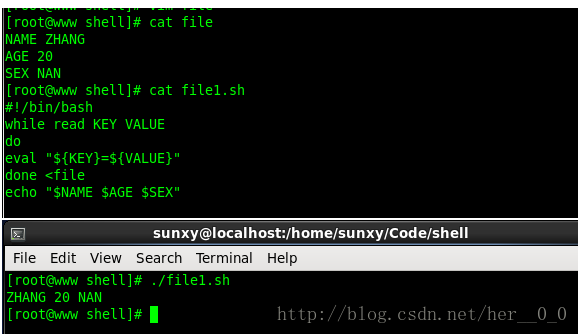 [root@www shell]# vim file
[root@www shell]# cat file
NAME ZHANG
AGE 20
SEX NAN
[root@www shell]# cat file1.sh
#!/bin/bash
while read KEY VALUE
do
eval "${KEY}=${VALUE}"
done <file
echo "$NAME $AGE $SEX"
sunxy@localhost:/home/sunxy/Code/shell
File Edit View Search Terminal Help
[root@www shell]# ./file1.sh
ZHANG 20 NAN
[root@www shell]#
http://blog.csdn.net/her__0_0